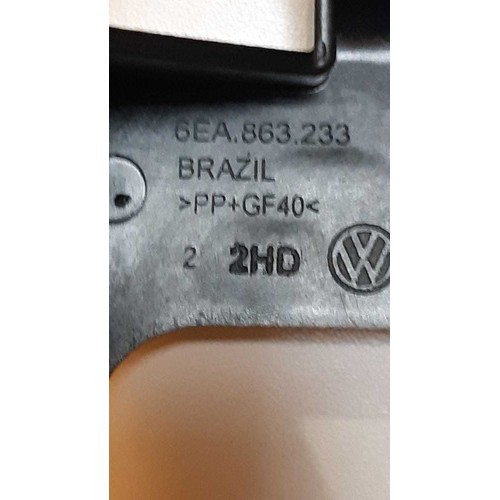 6EA.863.233
BRAZIL
>PP+GF40<
2 2HD